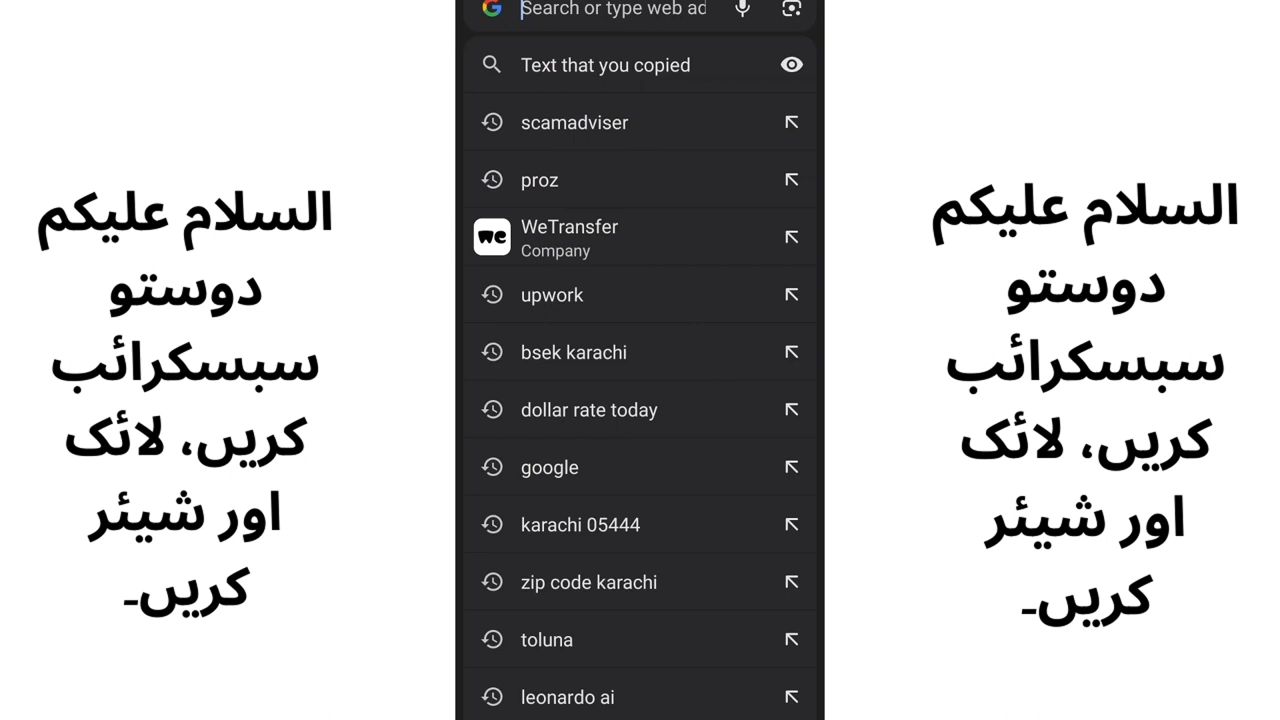 السلام علیکم
دوستو
سبسکرائب
کریں، لائک
اور شیئر
کریں۔
Search or type web ad
Text that you copied
scamadviser
proz
we
WeTransfer
Company
upwork
bsek karachi
dollar rate today
google
karachi 05444
zip code karachi
toluna
leonardo ai
السلام علیکم
دوستو
سبسکرائب
کریں، لائک
اور شیئر
کریں۔